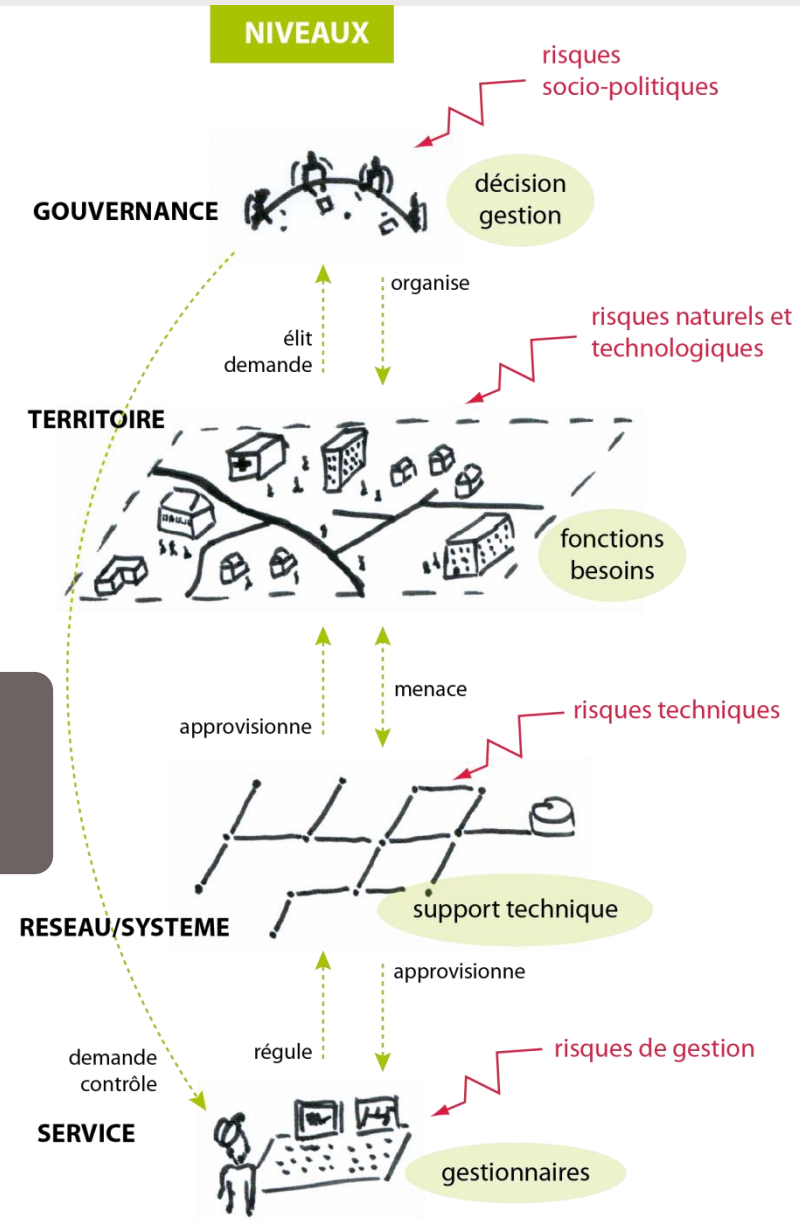 NIVEAUX
risques
socio-politiques
GOUVERNANCE
décision
gestion
organise
élit
demande
risques naturels et
technologiques
TERRITOIRE
fonctions
besoins
menace
approvisionne
risques techniques
support technique
RESEAU/SYSTEME
approvisionne
régule
demande
contrôle
risques de gestion
SERVICE
gestionnaires